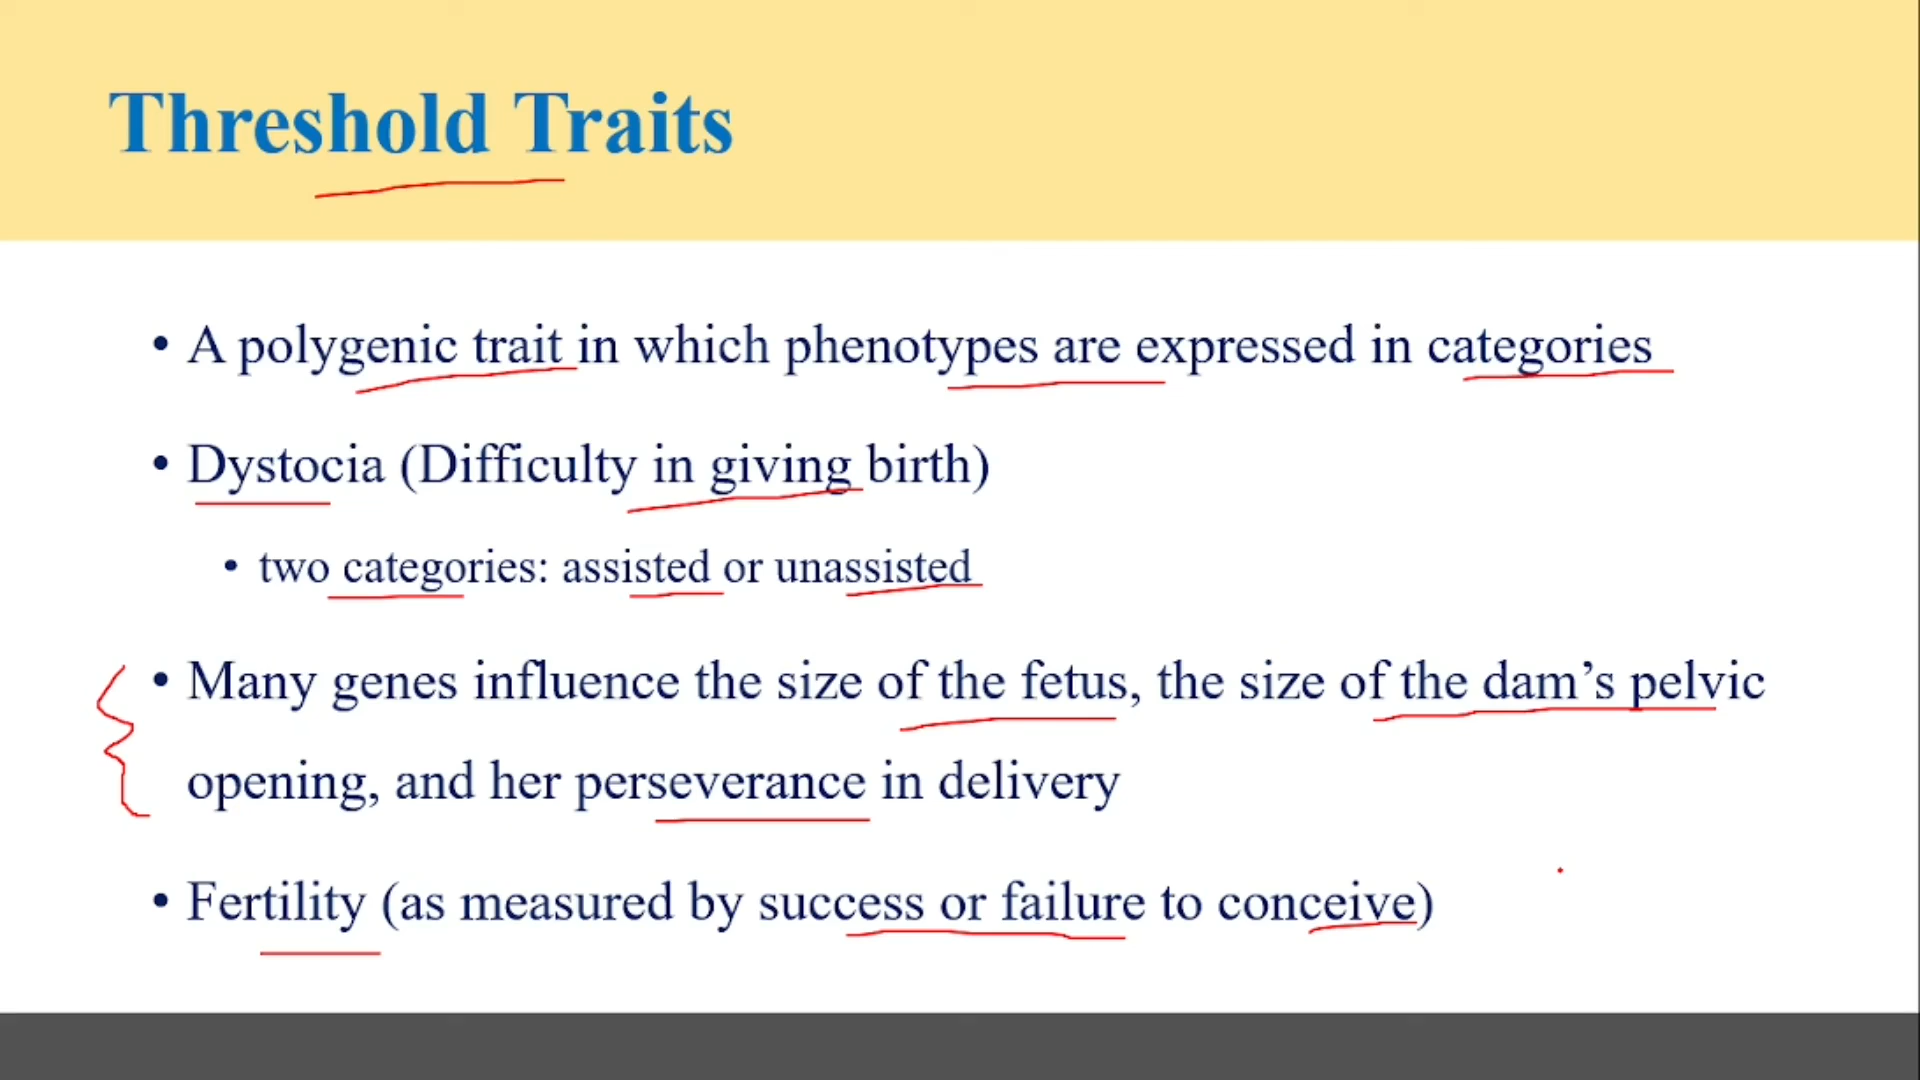 Threshold Traits
• A polygenic trait in which phenotypes are expressed in categories
• Dystocia (Difficulty in giving birth)
• two categories: assisted or unassisted
• Many genes influence the size of the fetus, the size of the dam’s pelvic
opening, and her perseverance in delivery
• Fertility (as measured by success or failure to conceive)